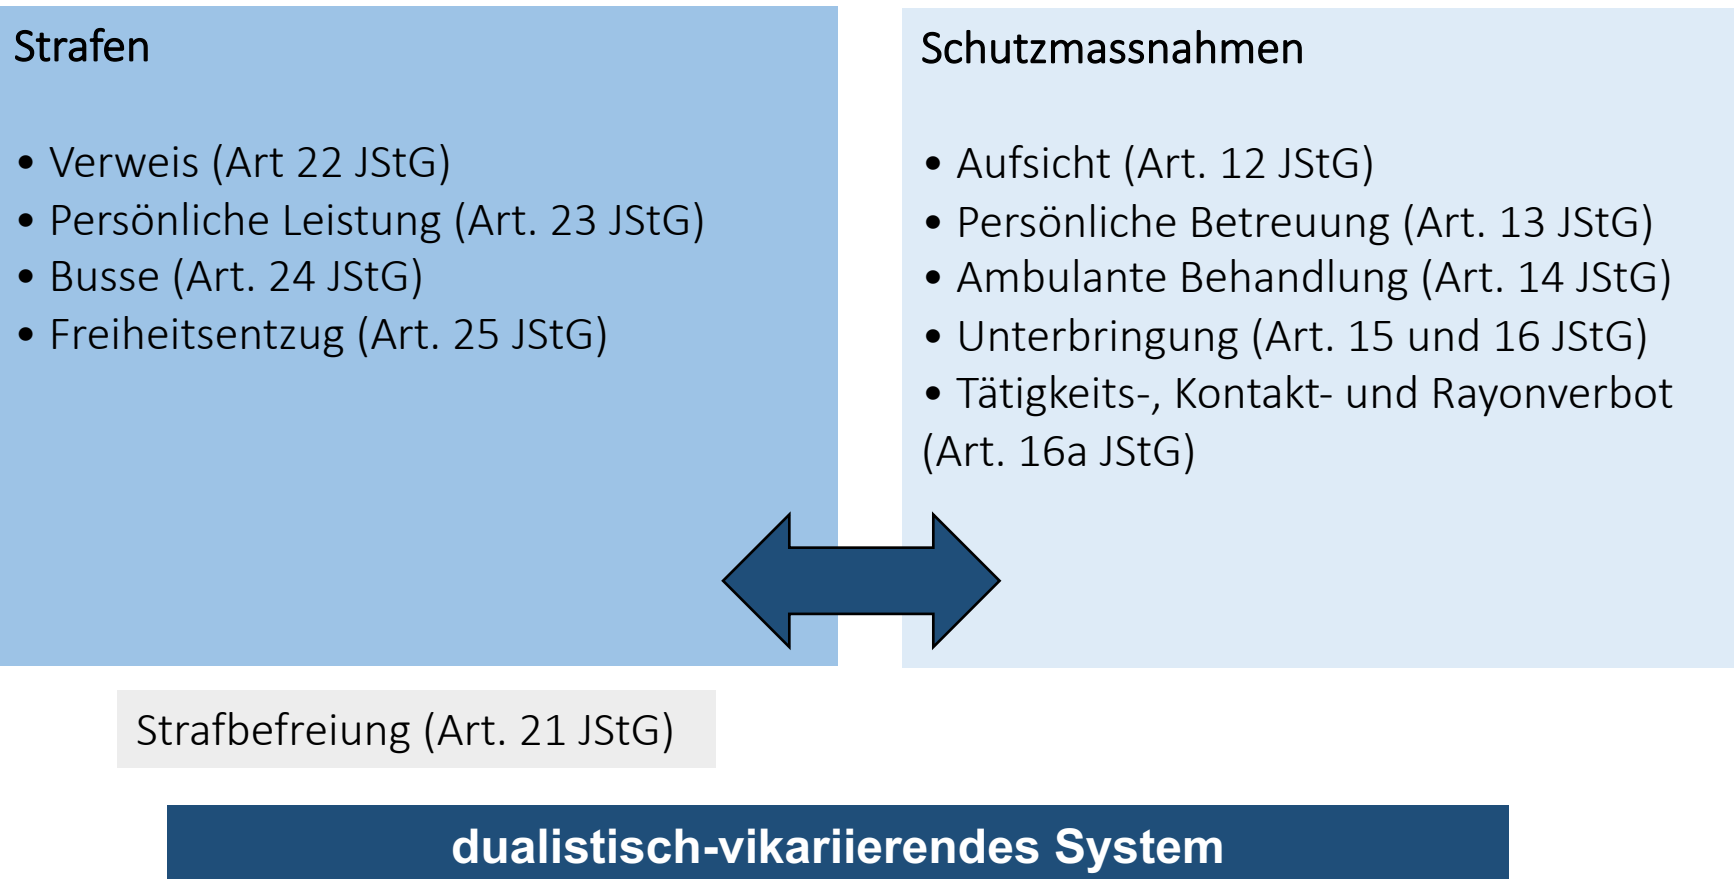 Strafen
• Verweis (Art 22 JStG)
• Persönliche Leistung (Art. 23 JStG)
• Busse (Art. 24 JStG)
• Freiheitsentzug (Art. 25 JStG)
Schutzmassnahmen
• Aufsicht (Art. 12 JStG)
• Persönliche Betreuung (Art. 13 JStG)
• Ambulante Behandlung (Art. 14 JStG)
• Unterbringung (Art. 15 und 16 JStG)
• Tätigkeits-, Kontakt- und Rayonverbot
(Art. 16a JStG)
Strafbefreiung (Art. 21 JStG)
dualistisch-vikariierendes System